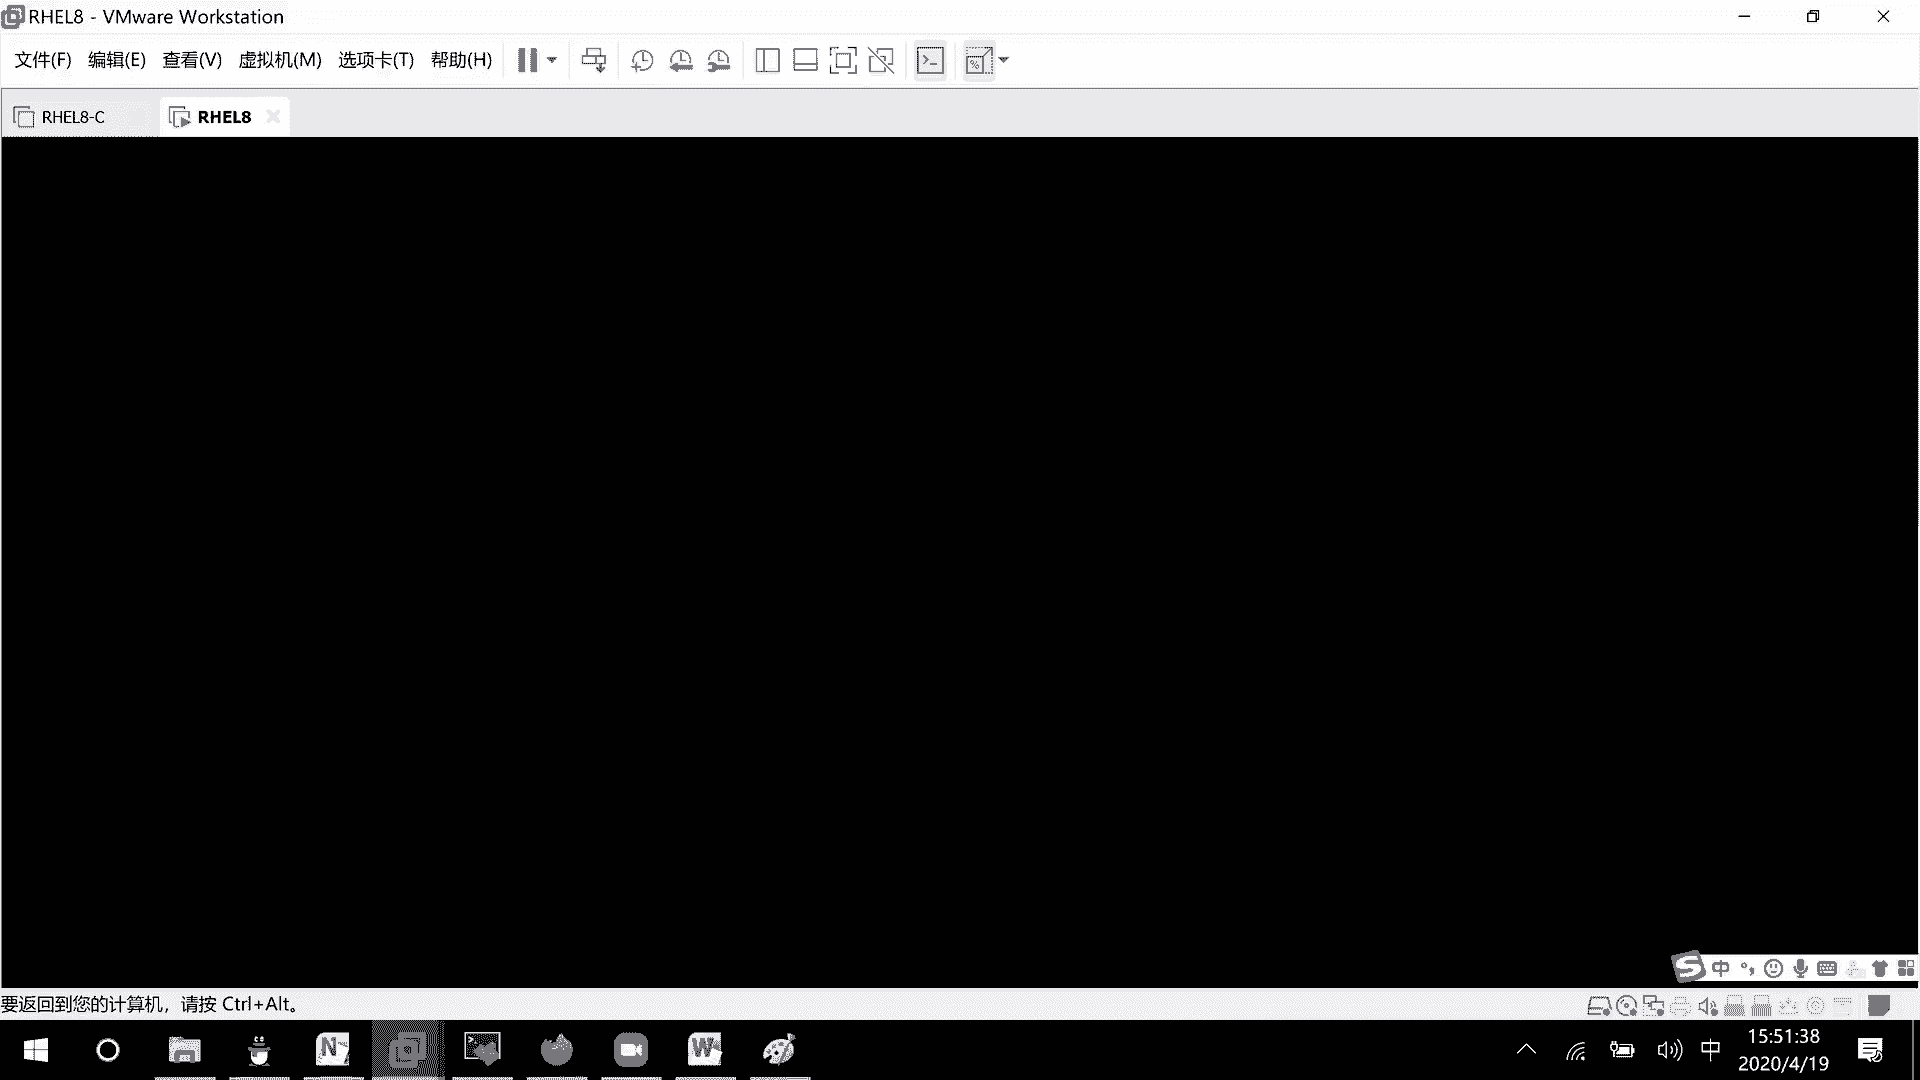 RHEL8 - VMware Workstation
文件(F) 编辑(E) 查看(V) 虚拟机(M) 选项卡(T) 帮助(H)
RHEL8-C RHEL8
中
要返回到您的计算机，请按 Ctrl+Alt。
中 15:51:38
2020/4/19